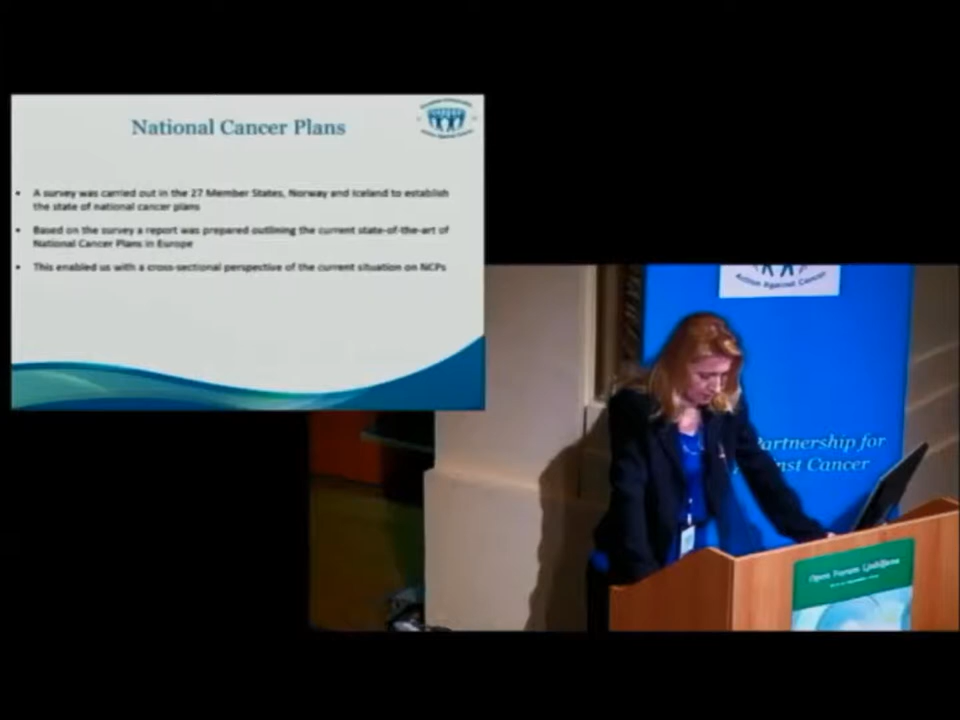 National Cancer Plans
Action Against Cancer
• A survey was carried out in the 27 Member States, Norway and Iceland to establish
the state of national cancer plans
• Based on the survey a report was prepared outlining the current state-of-the-art of
National Cancer Plans in Europe
• This enabled us with a cross-sectional perspective of the current situation on NCPs
Action Against Cancer
Partnership for
Cancer
Open Forum Ljubljana